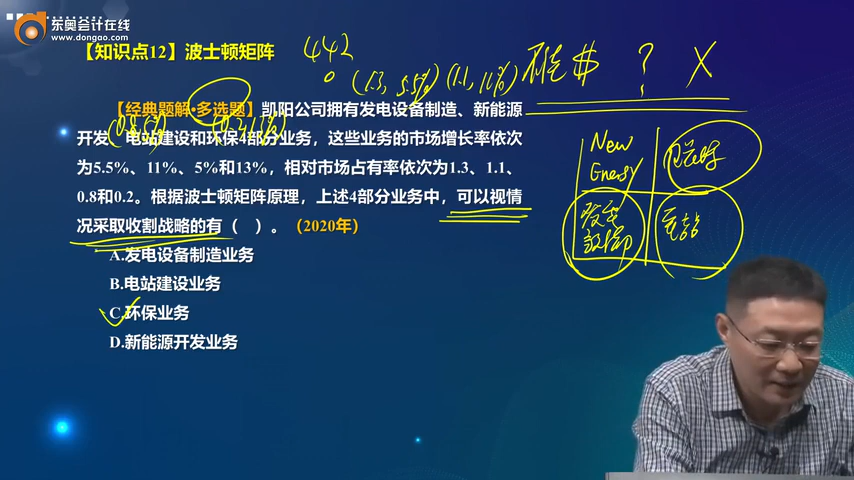 东奥会计在线
www.dongao.com
【知识点12】波士顿矩阵
442
(1.3, 5.5%) (1.1, 11%)
$ ? X
【经典题解·多选题】凯阳公司拥有发电设备制造、新能源
开发、电站建设和环保4部分业务，这些业务的市场增长率依次
为5.5%、11%、5%和13%，相对市场占有率依次为1.3、1.1、
0.8和0.2。根据波士顿矩阵原理，上述4部分业务中，可以视情
况采取收割战略的有（ ）。（2020年）
A.发电设备制造业务
B.电站建设业务
C.环保业务
D.新能源开发业务
New
Energy